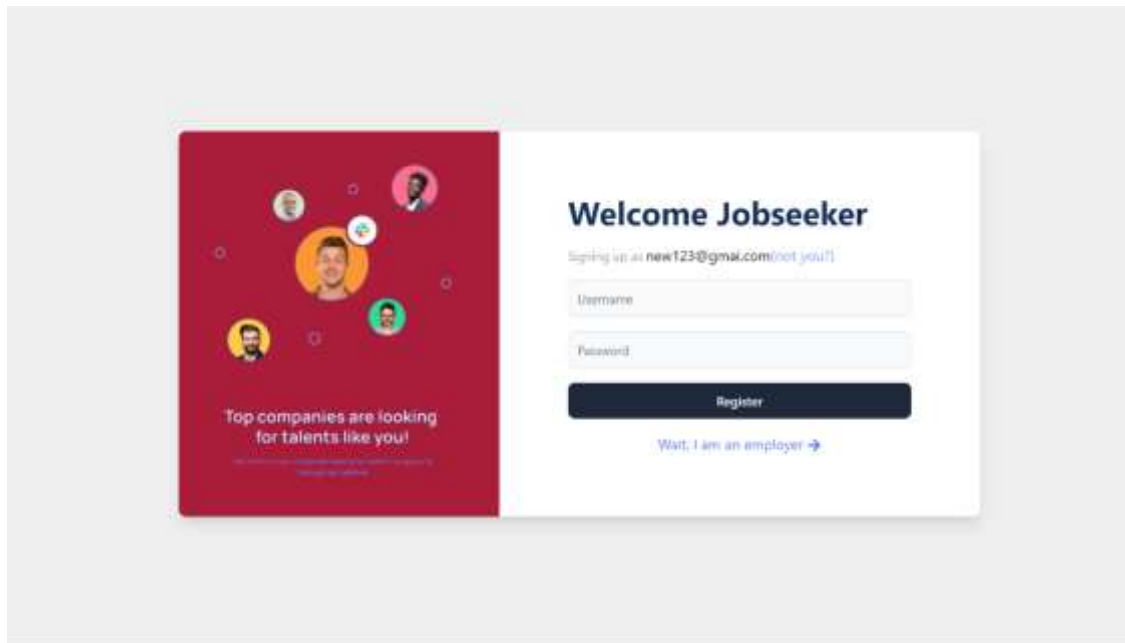 Top companies are looking
for talents like you!
Welcome Jobseeker
Signing up as new123@gmai.com(not you?)
Username
Password
Register
Wait, I am an employer →